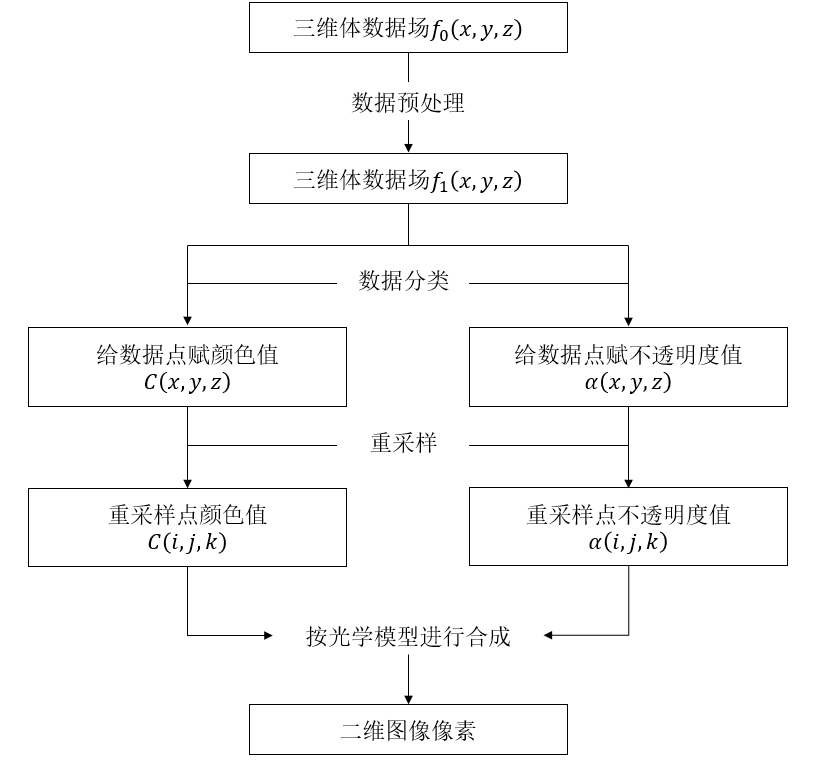 三维体数据场f₀(x, y, z)
数据预处理
三维体数据场f₁(x, y, z)
数据分类
给数据点赋颜色值
C(x, y, z)
给数据点赋不透明度值
α(x, y, z)
重采样
重采样点颜色值
C(i, j, k)
重采样点不透明度值
α(i, j, k)
按光学模型进行合成
二维图像像素